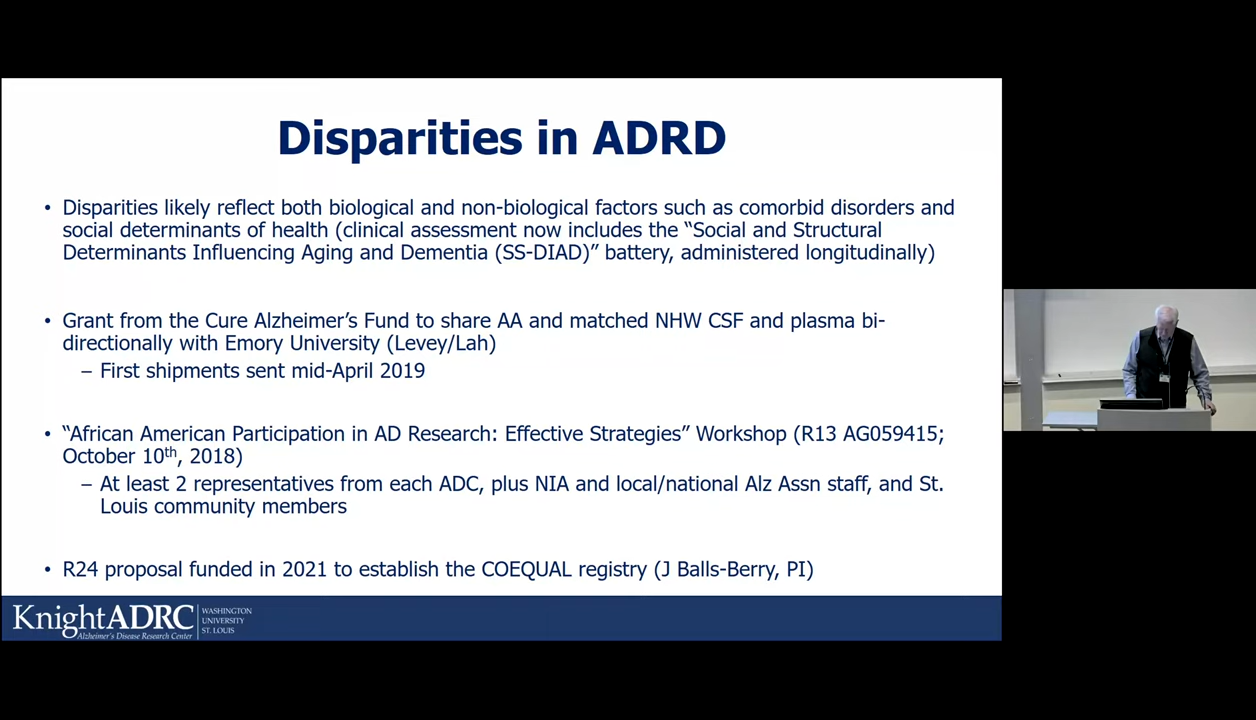 Disparities in ADRD
• Disparities likely reflect both biological and non-biological factors such as comorbid disorders and
social determinants of health (clinical assessment now includes the “Social and Structural
Determinants Influencing Aging and Dementia (SS-DIAD)” battery, administered longitudinally)
• Grant from the Cure Alzheimer’s Fund to share AA and matched NHW CSF and plasma bi-
directionally with Emory University (Levey/Lah)
– First shipments sent mid-April 2019
• “African American Participation in AD Research: Effective Strategies” Workshop (R13 AG059415;
October 10th, 2018)
– At least 2 representatives from each ADC, plus NIA and local/national Alz Assn staff, and St.
Louis community members
• R24 proposal funded in 2021 to establish the COEQUAL registry (J Balls-Berry, PI)
KnightADRC
Alzheimer's Disease Research Center
WASHINGTON
UNIVERSITY
ST. LOUIS